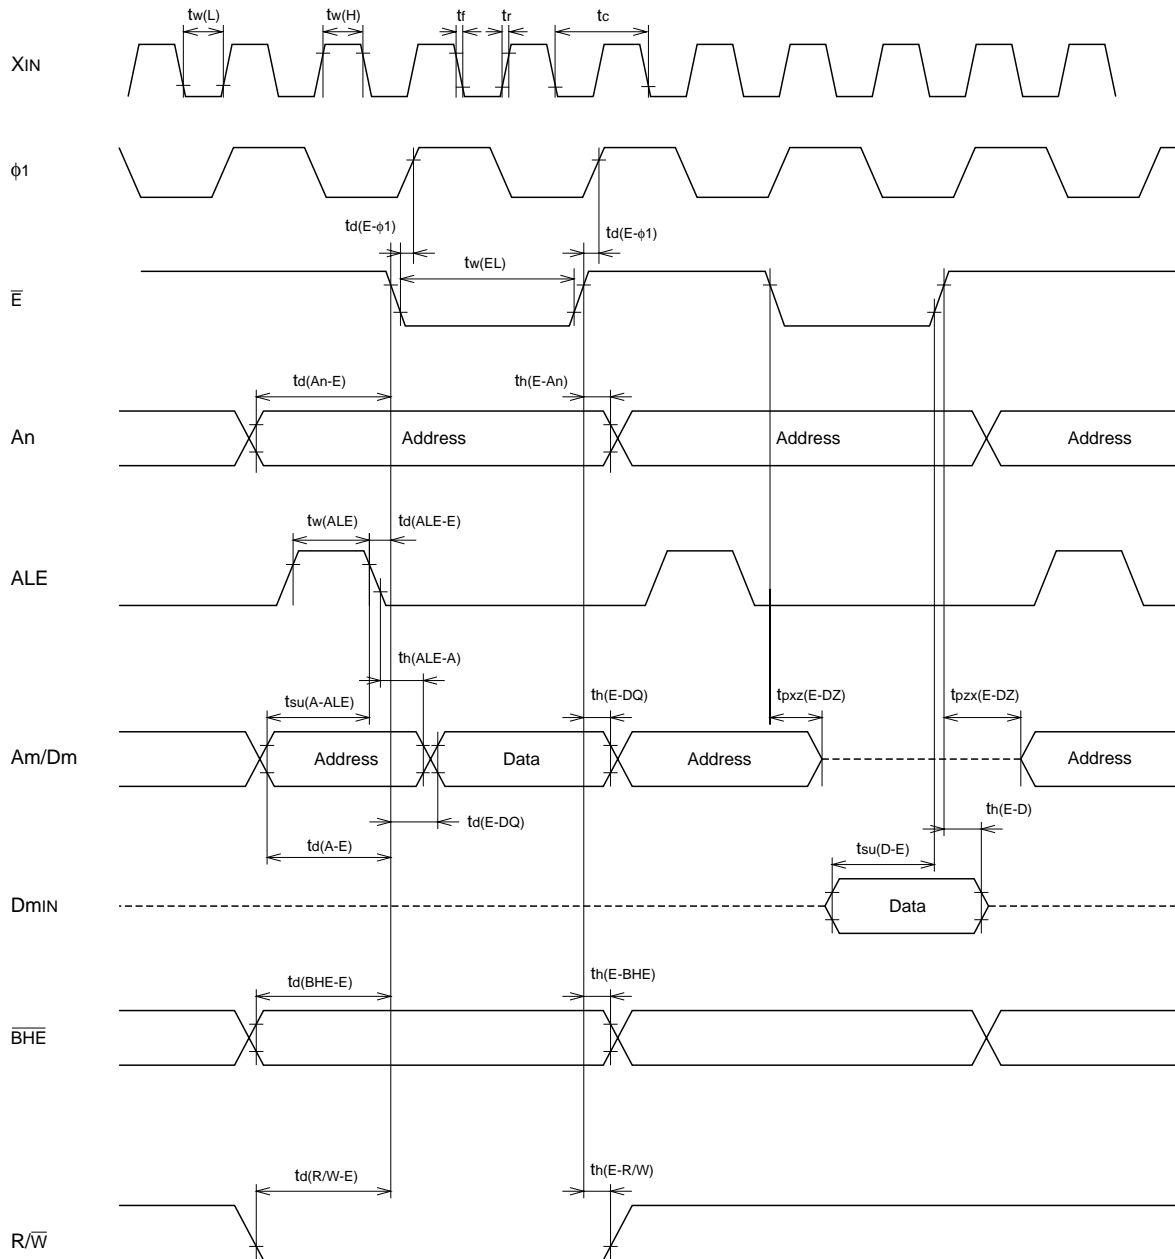 tw(L) tw(H) tf tr tc
XIN
ϕ1
td(E-ϕ1) td(E-ϕ1)
tw(EL)
E̅
td(An-E) th(E-An)
An Address Address Address
tw(ALE) td(ALE-E)
ALE
th(ALE-A)
tsu(A-ALE) th(E-DQ) tpxz(E-DZ) tpzx(E-DZ)
Am/Dm Address Data Address Address
td(E-DQ) th(E-D)
td(A-E) tsu(D-E)
DmIN Data
td(BHE-E) th(E-BHE)
B̅H̅E̅
td(R/W-E) th(E-R/W)
R/W̅